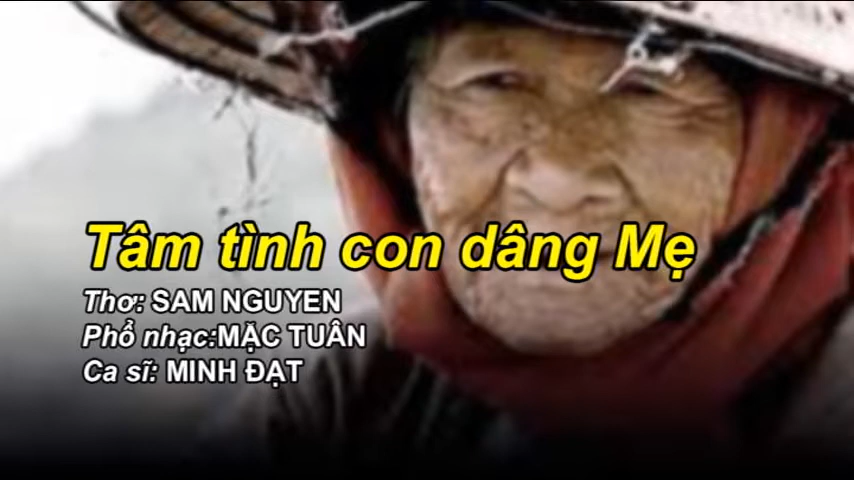 Tâm tình con dâng Mẹ
Thơ: SAM NGUYEN
Phổ nhạc:MẶC TUÂN
Ca sĩ: MINH ĐẠT